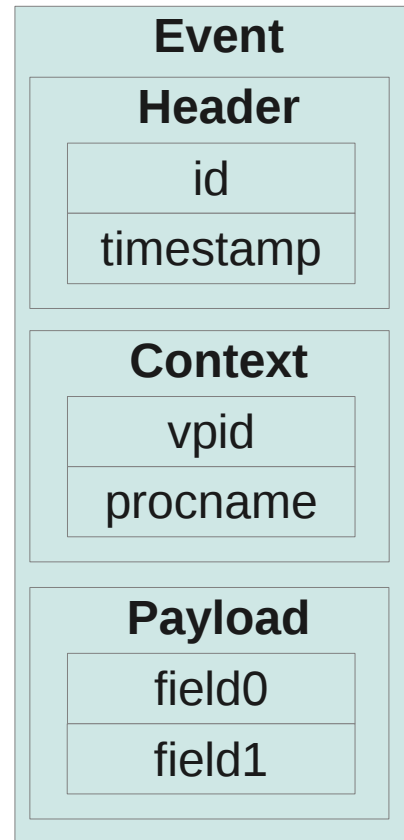 Event
Header
id
timestamp
Context
vpid
procname
Payload
field0
field1